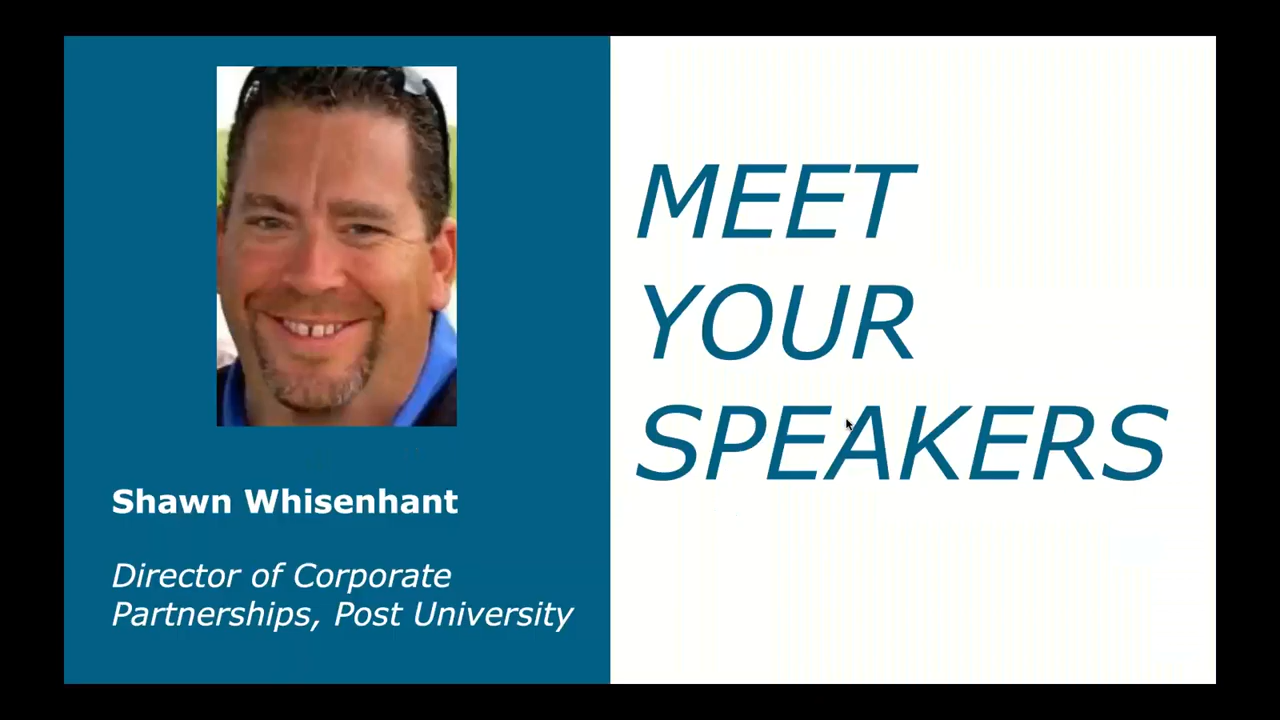 Shawn Whisenhant
Director of Corporate
Partnerships, Post University
MEET
YOUR
SPEAKERS